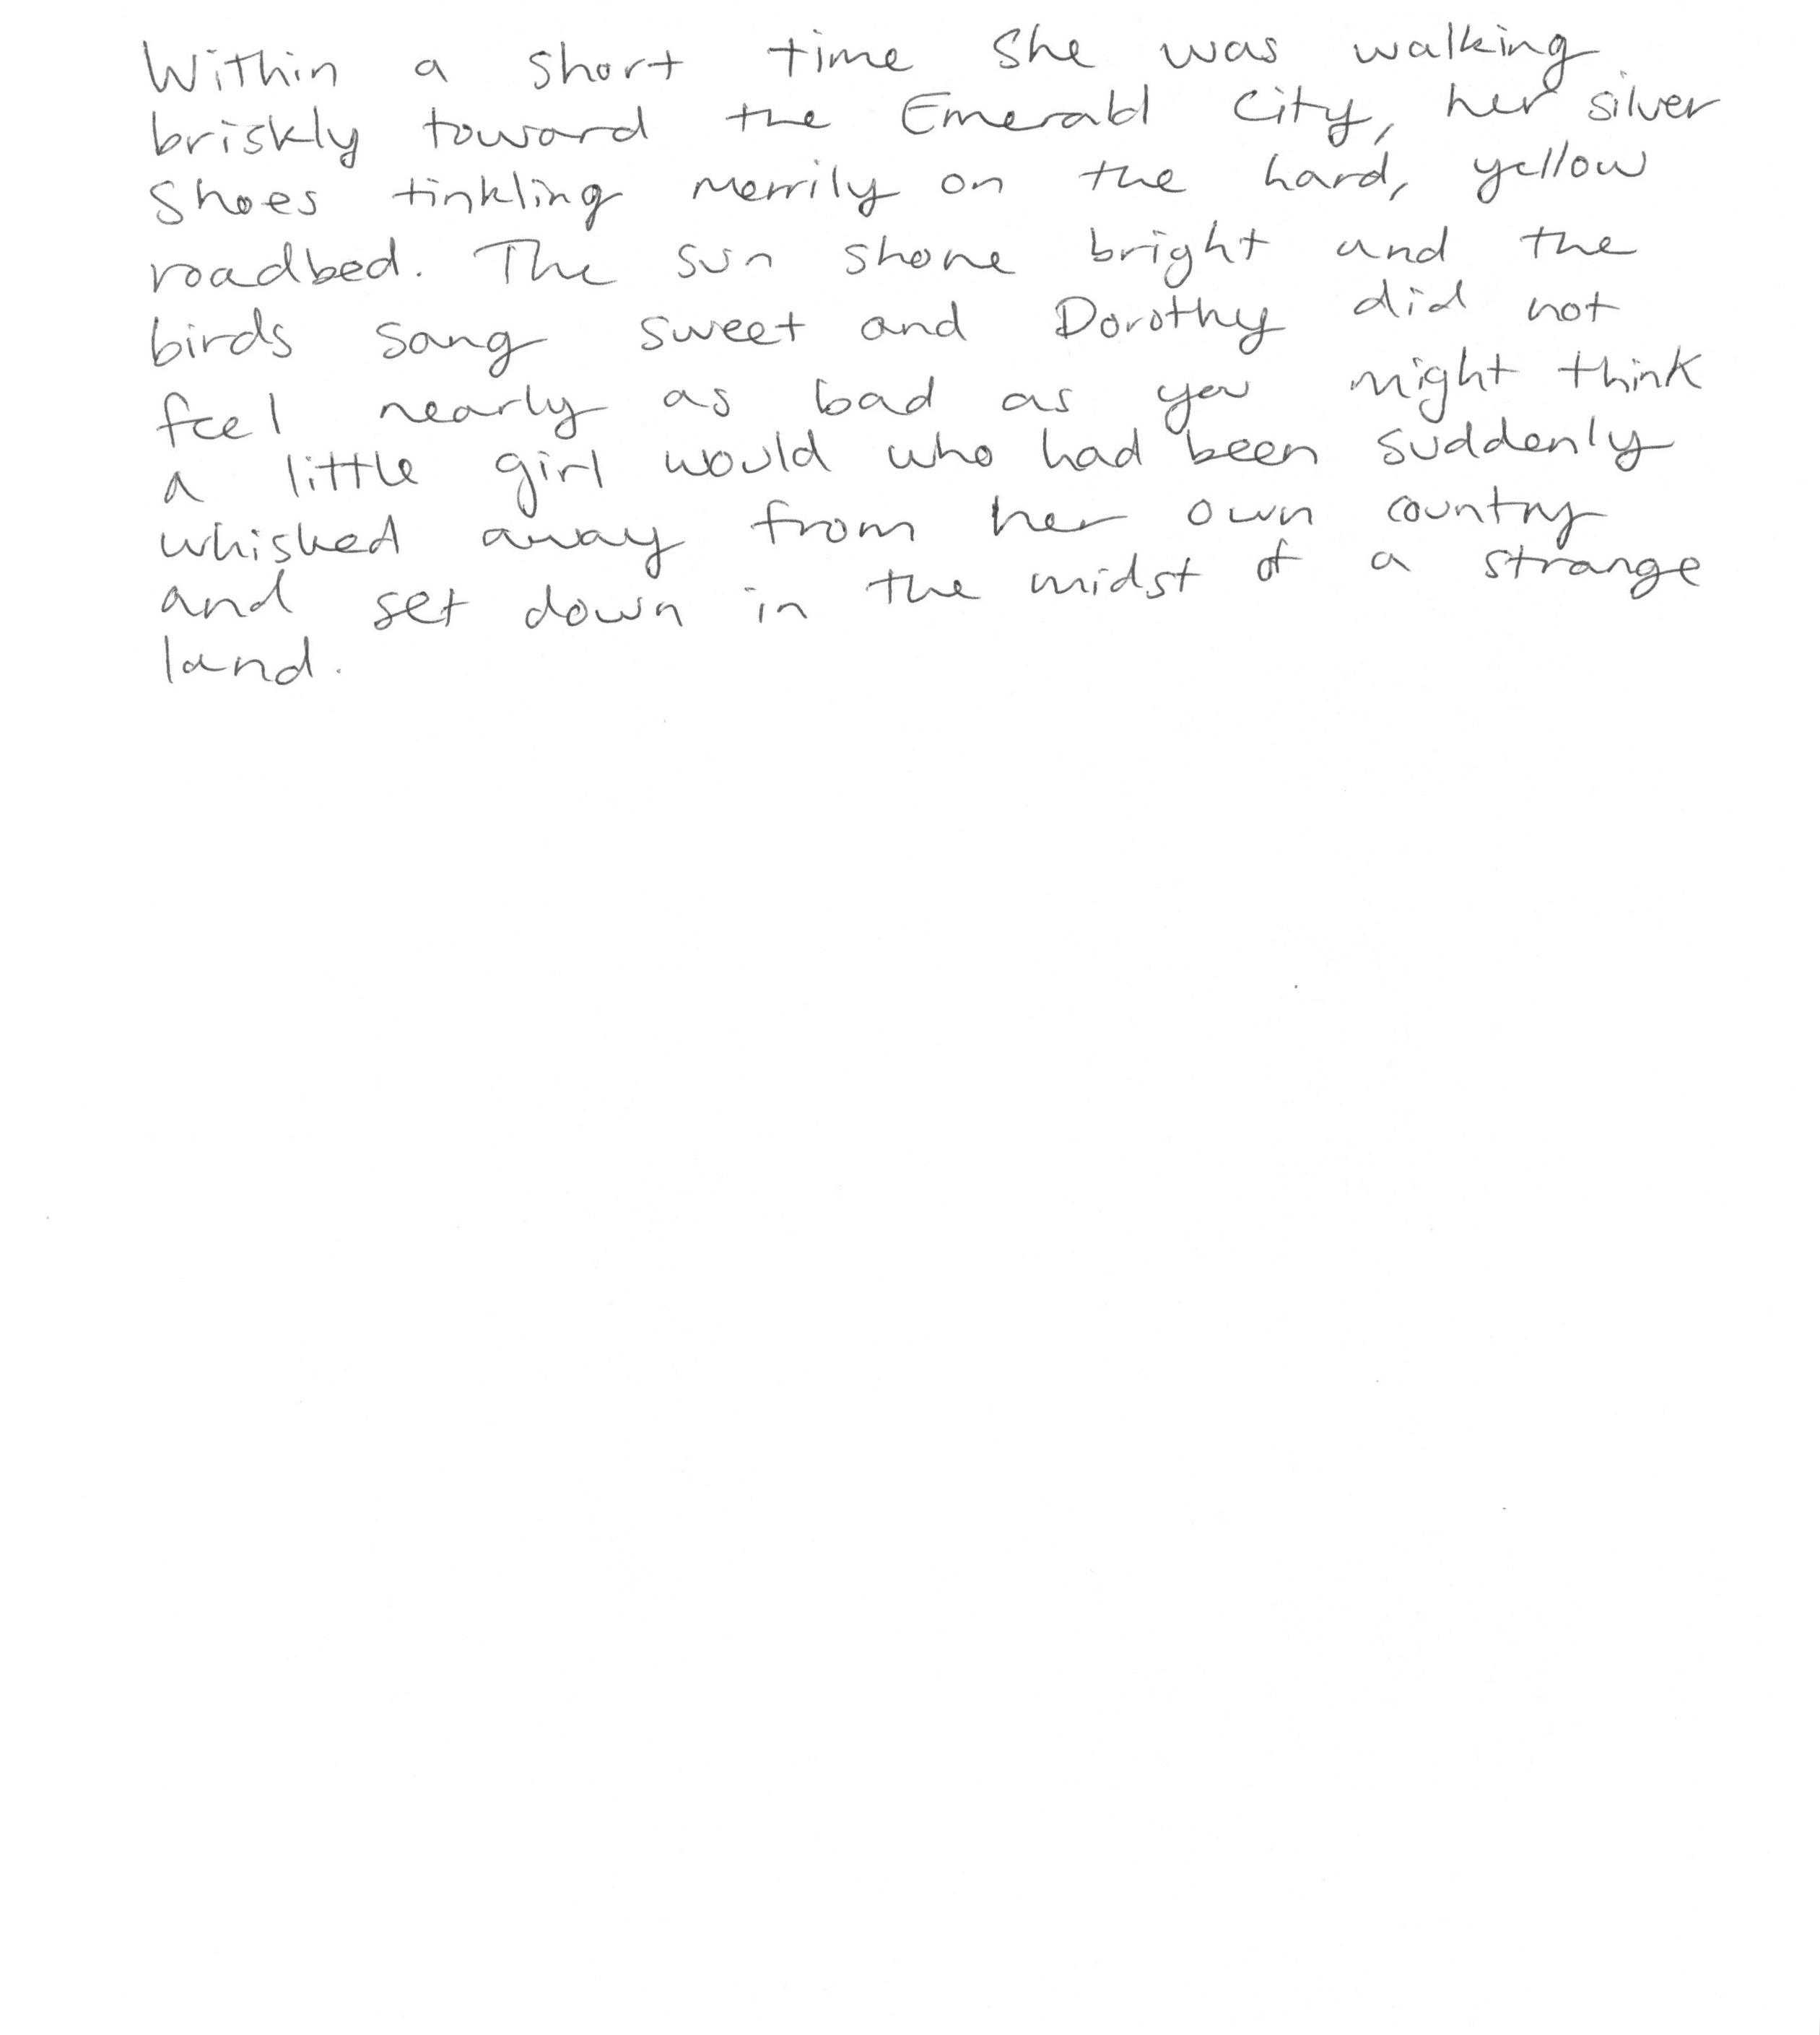 Within a short time she was walking
briskly toward the Emerald City, her silver
shoes tinkling merrily on the hard, yellow
roadbed. The sun shone bright and the
birds sang sweet and Dorothy did not
feel nearly as bad as you might think
a little girl would who had been suddenly
whisked away from her own country
and set down in the midst of a strange
land.